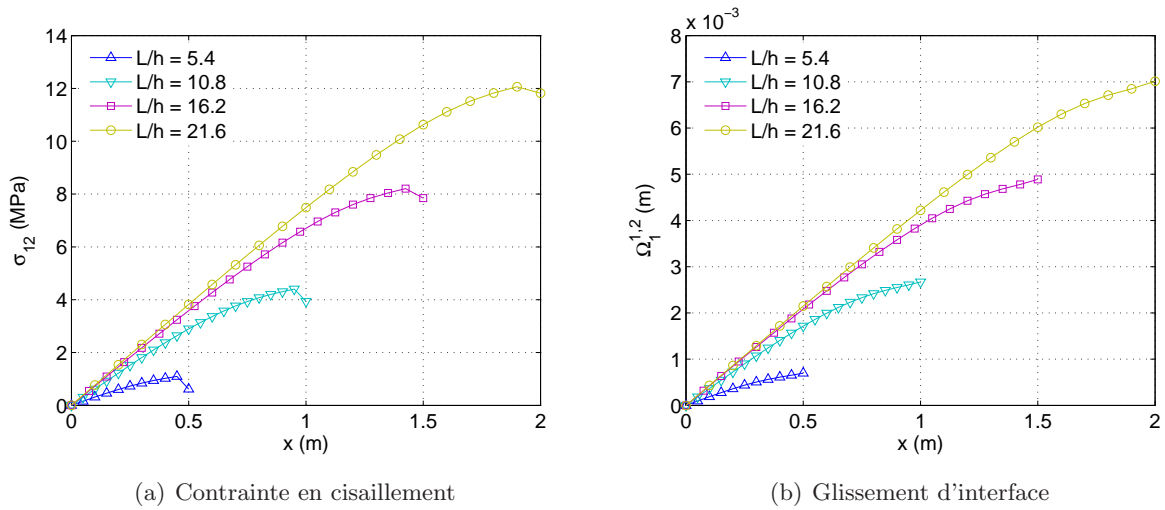 14
12
10
8
6
4
2
0
σ12 (MPa)
L/h = 5.4
L/h = 10.8
L/h = 16.2
L/h = 21.6
0
0.5
1
1.5
2
x (m)
(a) Contrainte en cisaillement
x 10^-3
8
7
6
5
4
3
2
1
0
Ω1^1,2 (m)
L/h = 5.4
L/h = 10.8
L/h = 16.2
L/h = 21.6
0
0.5
1
1.5
2
x (m)
(b) Glissement d'interface